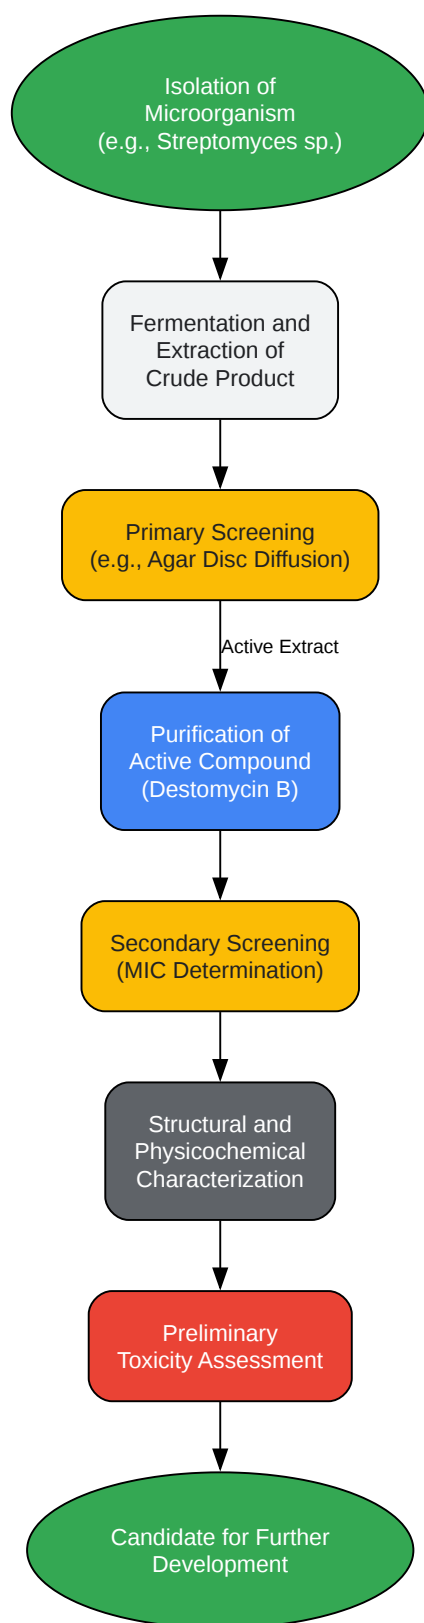 Isolation of
Microorganism
(e.g., Streptomyces sp.)
Fermentation and
Extraction of
Crude Product
Primary Screening
(e.g., Agar Disc Diffusion)
Active Extract
Purification of
Active Compound
(Destomycin B)
Secondary Screening
(MIC Determination)
Structural and
Physicochemical
Characterization
Preliminary
Toxicity Assessment
Candidate for Further
Development